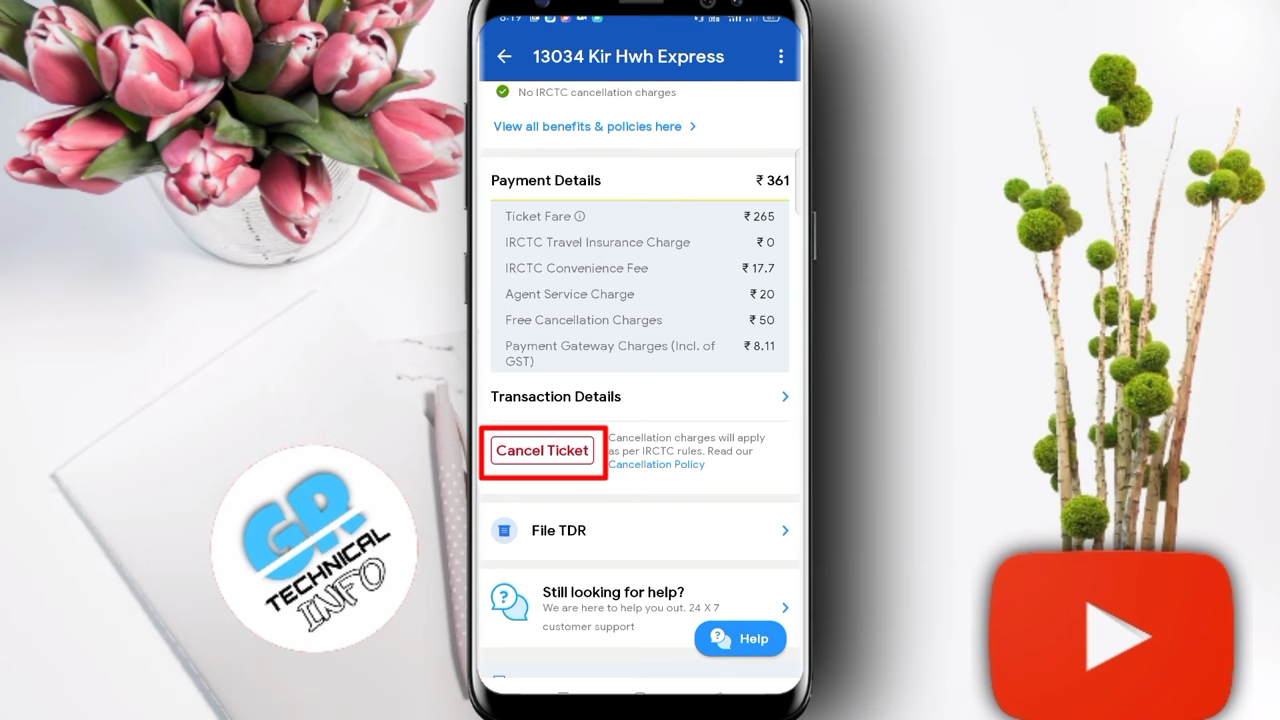 6:19
13034 Kir Hwh Express
No IRCTC cancellation charges
View all benefits & policies here
Payment Details ₹ 361
Ticket Fare ₹ 265
IRCTC Travel Insurance Charge ₹ 0
IRCTC Convenience Fee ₹ 17.7
Agent Service Charge ₹ 20
Free Cancellation Charges ₹ 50
Payment Gateway Charges (Incl. of ₹ 8.11
GST)
Transaction Details
Cancel Ticket
Cancellation charges will apply
as per IRCTC rules. Read our
Cancellation Policy
File TDR
Still looking for help?
We are here to help you out. 24 X 7
customer support
Help
GR
TECHNICAL
INFO